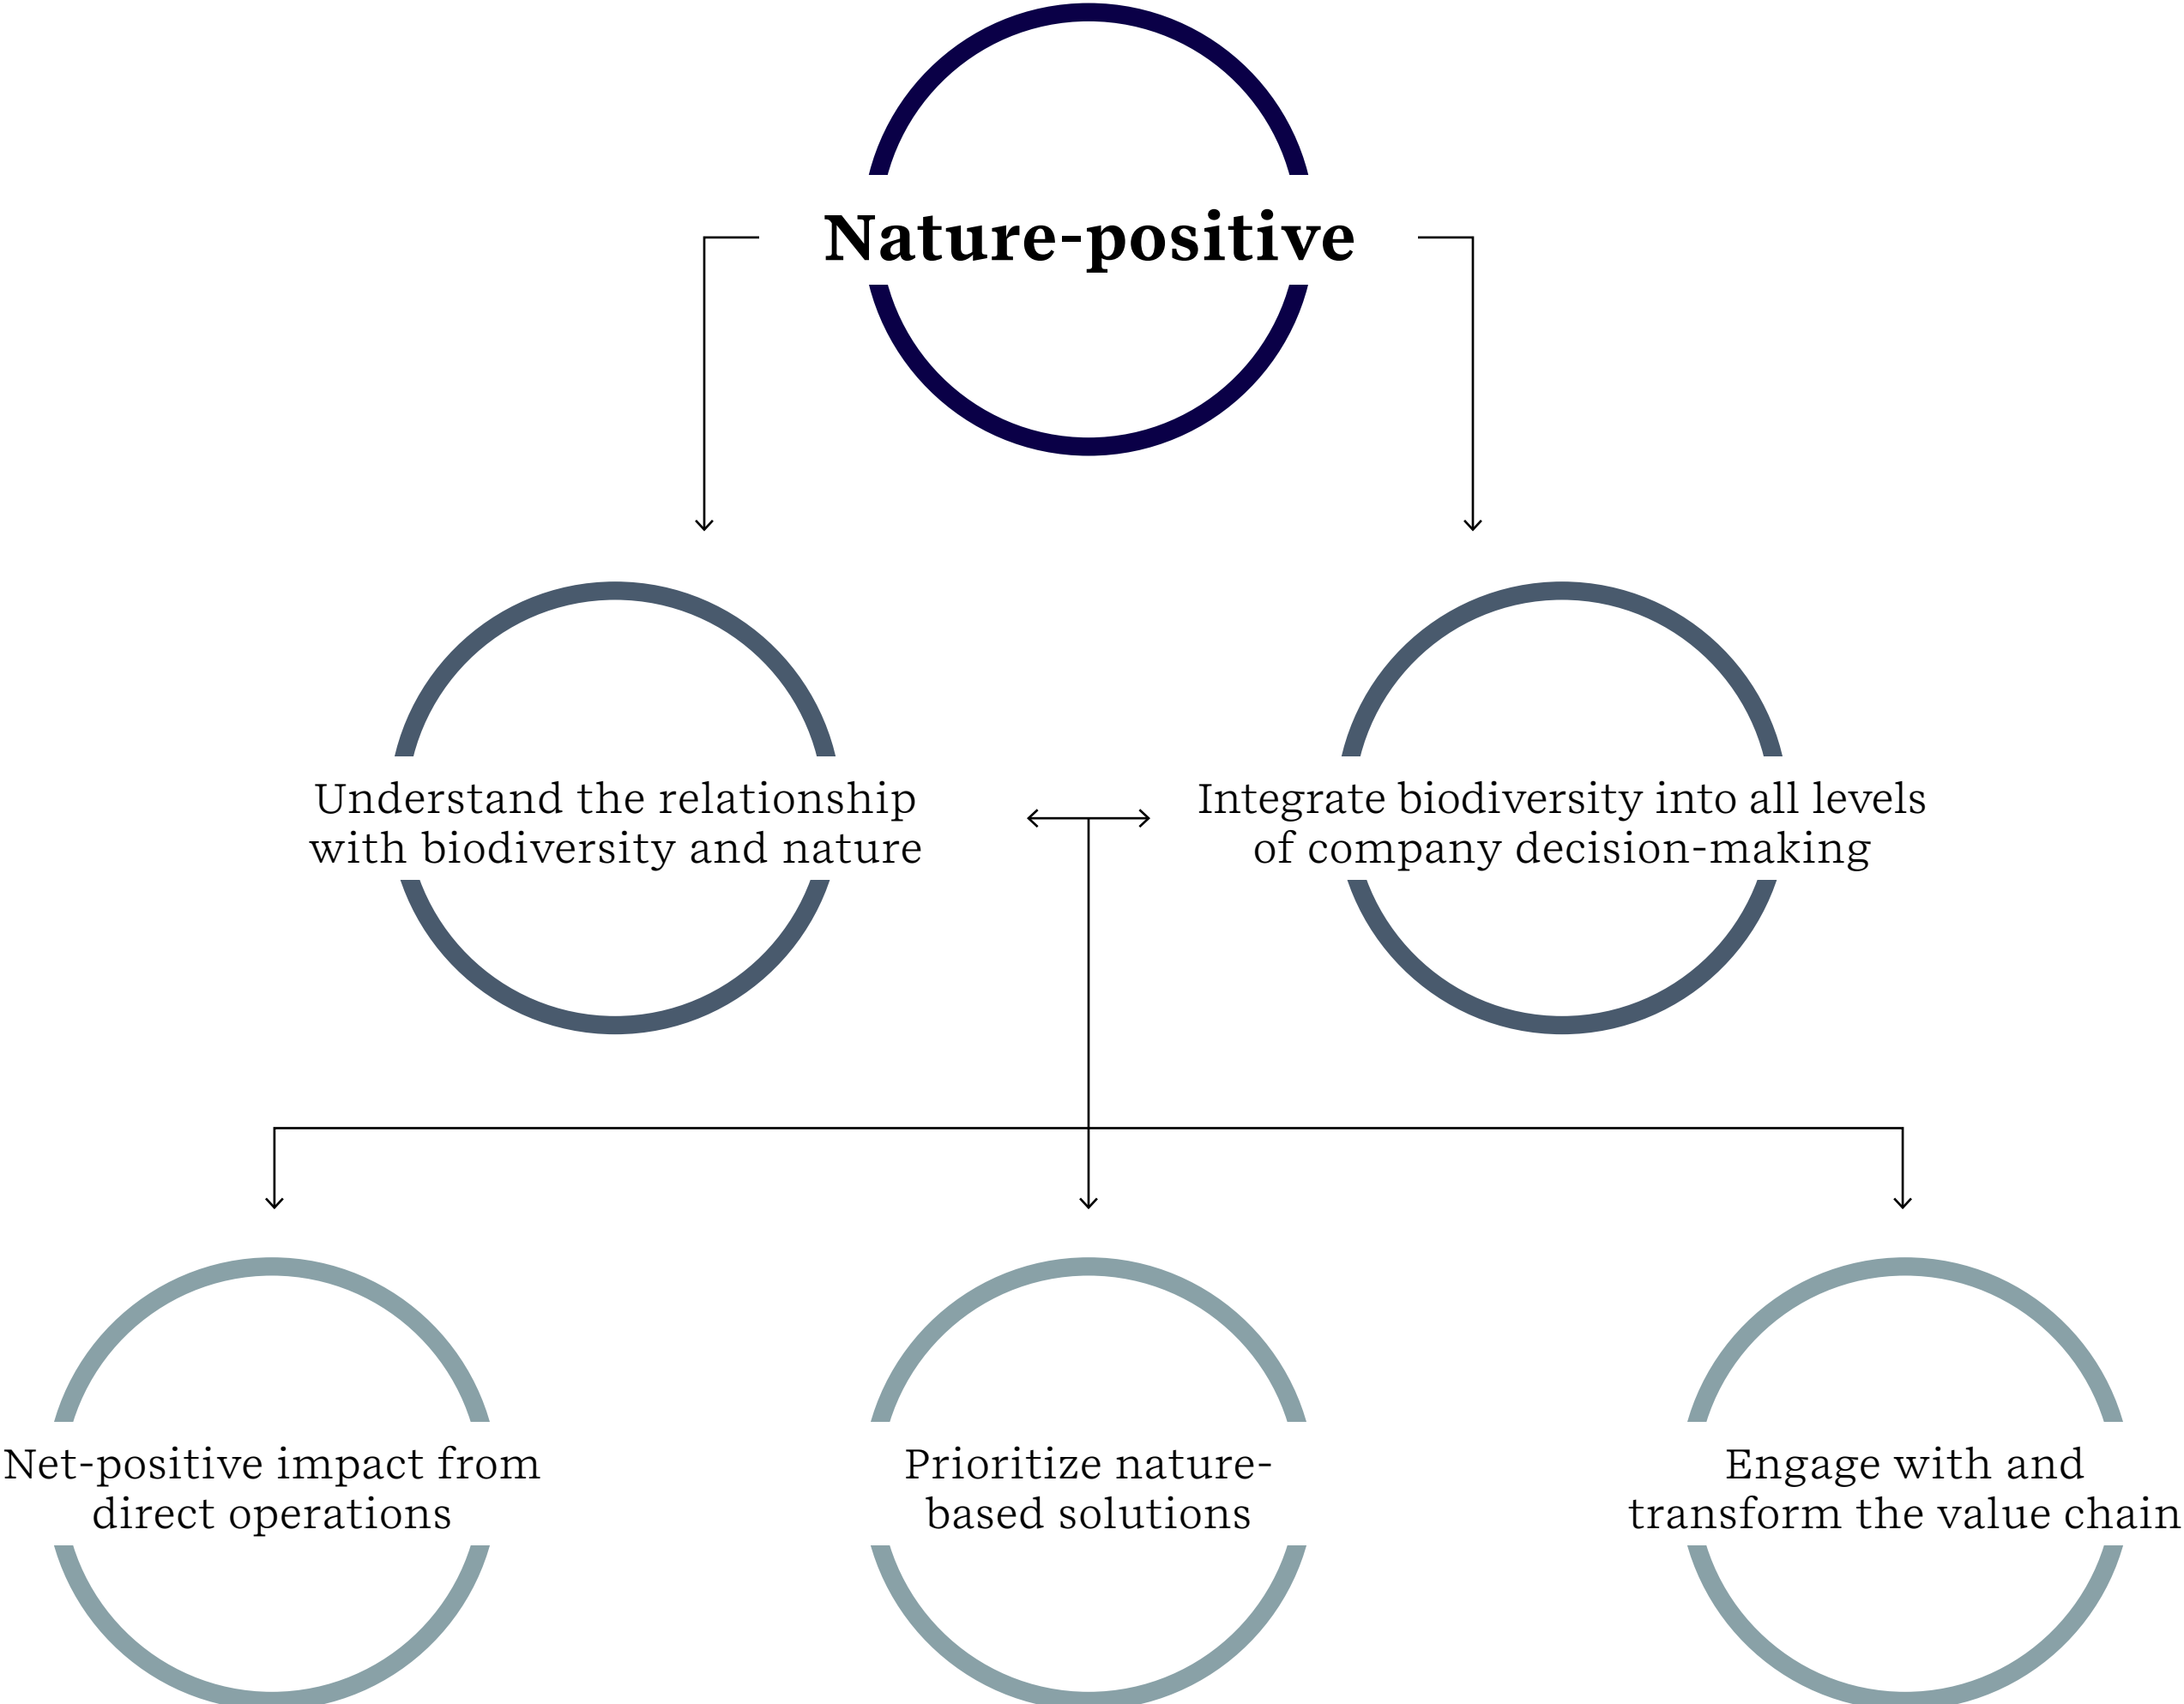 Nature-positive
Understand the relationship
with biodiversity and nature
Integrate biodiversity into all levels
of company decision-making
Net-positive impact from
direct operations
Prioritize nature-
based solutions
Engage with and
transform the value chain